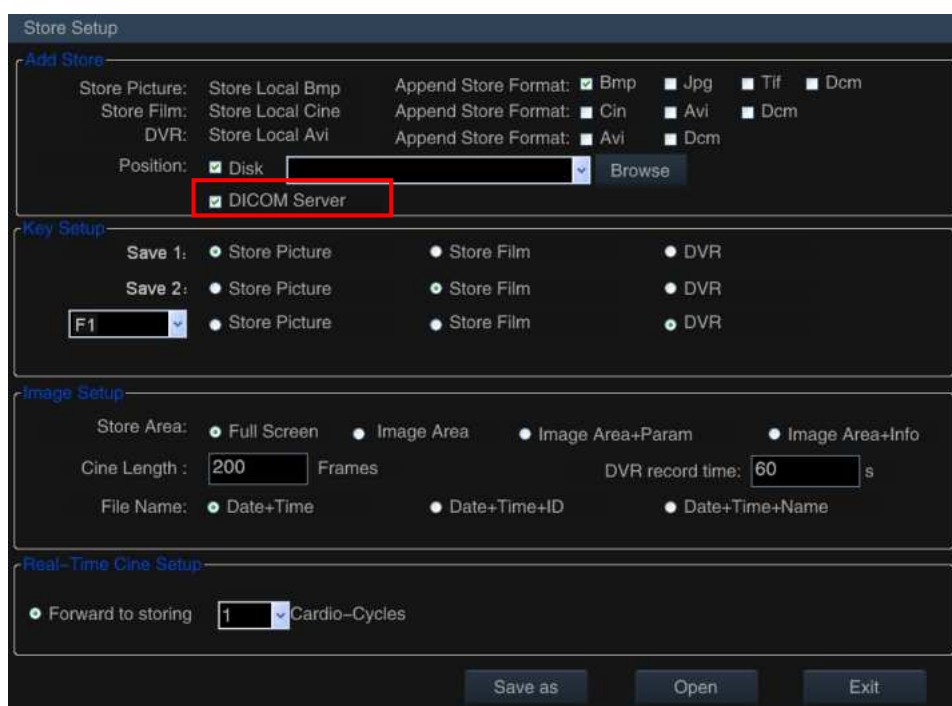 Store Setup
Add Store
Store Picture: Store Local Bmp Append Store Format: Bmp Jpg Tif Dcm
Store Film: Store Local Cine Append Store Format: Cin Avi Dcm
DVR: Store Local Avi Append Store Format: Avi Dcm
Position: Disk Browse
DICOM Server
Key Setup
Save 1: Store Picture Store Film DVR
Save 2: Store Picture Store Film DVR
F1 Store Picture Store Film DVR
Image Setup
Store Area: Full Screen Image Area Image Area+Param Image Area+Info
Cine Length : 200 Frames DVR record time: 60 s
File Name: Date+Time Date+Time+ID Date+Time+Name
Real-Time Cine Setup
Forward to storing 1 Cardio-Cycles
Save as Open Exit